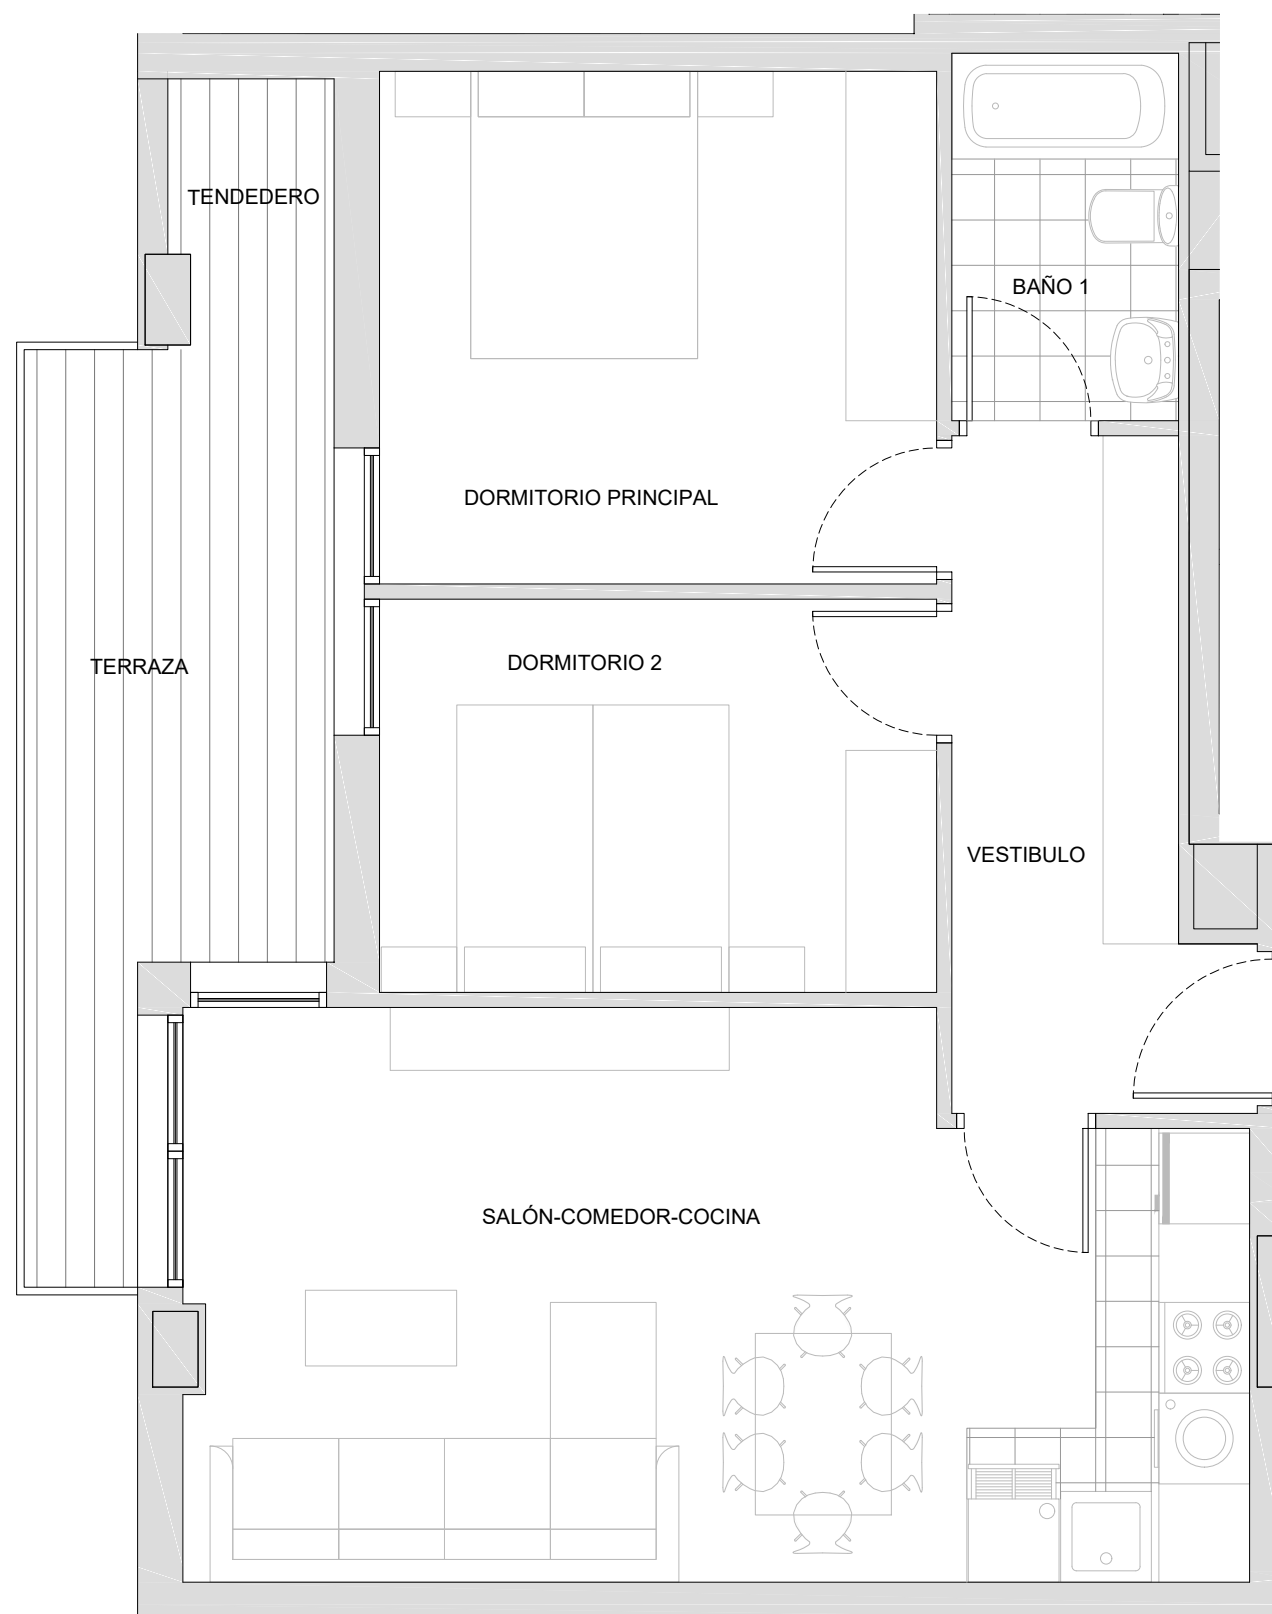 TENDEDERO
BAÑO 1
DORMITORIO PRINCIPAL
TERRAZA
DORMITORIO 2
VESTIBULO
SALÓN-COMEDOR-COCINA